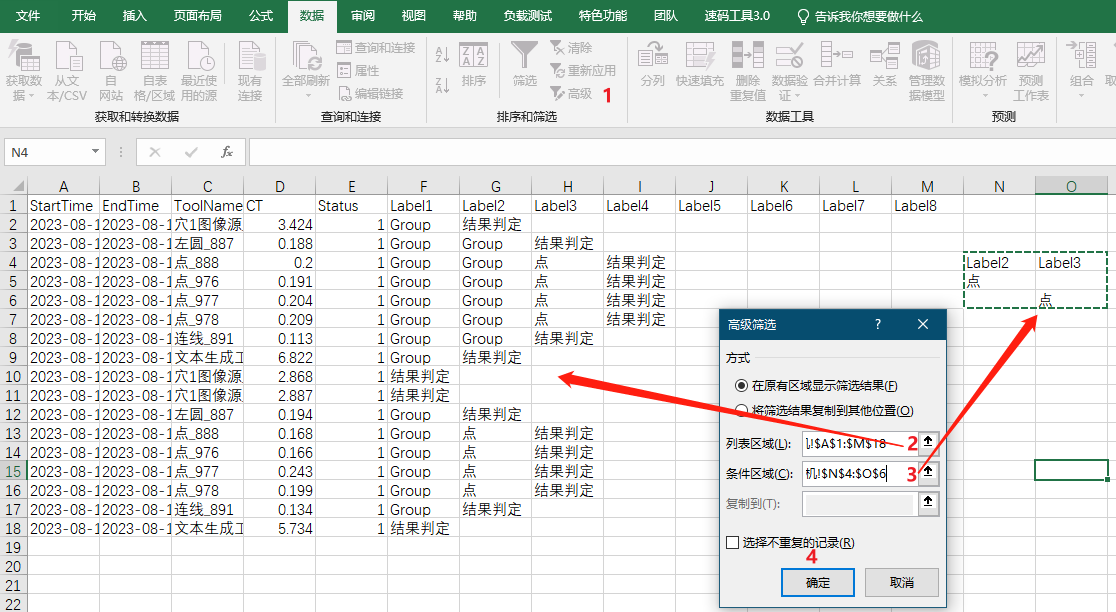 文件 开始 插入 页面布局 公式 数据 审阅 视图 帮助 负载测试 特色功能 团队 速码工具3.0 告诉我你想要做什么
获取数据 从文本/CSV 自网站 自表格/区域 最近使用的源 现有连接 全部刷新 查询和连接 属性 编辑链接 排序 筛选 清除 重新应用 高级 1 分列 快速填充 删除重复值 数据验证 合并计算 关系 管理数据模型 模拟分析 预测工作表 组合
获取和转换数据 查询和连接 排序和筛选 数据工具 预测
N4 fx
A B C D E F G H I J K L M N O
1 StartTime EndTime ToolName CT Status Label1 Label2 Label3 Label4 Label5 Label6 Label7 Label8
2 2023-08-1 2023-08-1 穴1图像源 3.424 1 Group 结果判定
3 2023-08-1 2023-08-1 左圆_887 0.188 1 Group Group 结果判定
4 2023-08-1 2023-08-1 点_888 0.2 1 Group Group 点 结果判定 Label2 Label3
5 2023-08-1 2023-08-1 点_976 0.191 1 Group Group 点 结果判定 点
6 2023-08-1 2023-08-1 点_977 0.204 1 Group Group 点 结果判定 点
7 2023-08-1 2023-08-1 点_978 0.209 1 Group Group 点 结果判定
8 2023-08-1 2023-08-1 连线_891 0.113 1 Group Group 结果判定
9 2023-08-1 2023-08-1 文本生成工 6.822 1 Group 结果判定
10 2023-08-1 2023-08-1 穴1图像源 2.868 1 结果判定
11 2023-08-1 2023-08-1 穴1图像源 2.887 1 结果判定
12 2023-08-1 2023-08-1 左圆_887 0.194 1 Group 结果判定
13 2023-08-1 2023-08-1 点_888 0.168 1 Group 点 结果判定
14 2023-08-1 2023-08-1 点_976 0.166 1 Group 点 结果判定
15 2023-08-1 2023-08-1 点_977 0.243 1 Group 点 结果判定
16 2023-08-1 2023-08-1 点_978 0.199 1 Group 点 结果判定
17 2023-08-1 2023-08-1 连线_891 0.134 1 Group 结果判定
18 2023-08-1 2023-08-1 文本生成工 5.734 1 结果判定
19
20
21
22
高级筛选 ?
方式
在原有区域显示筛选结果(F)
将筛选结果复制到其他位置(O)
列表区域(L): !$A$1:$M$18 2
条件区域(C): 机!$N$4:$O$6 3
复制到(T):
选择不重复的记录(R)
4
确定 取消